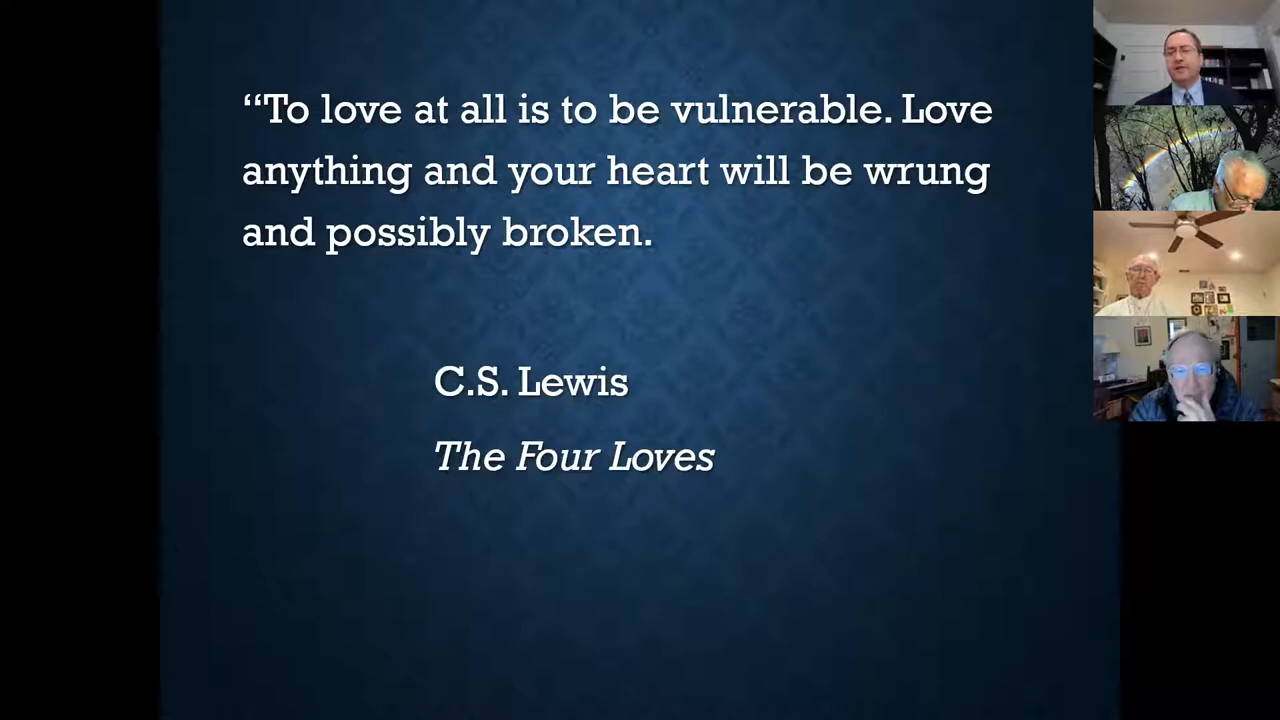 “To love at all is to be vulnerable. Love
anything and your heart will be wrung
and possibly broken.
C.S. Lewis
The Four Loves